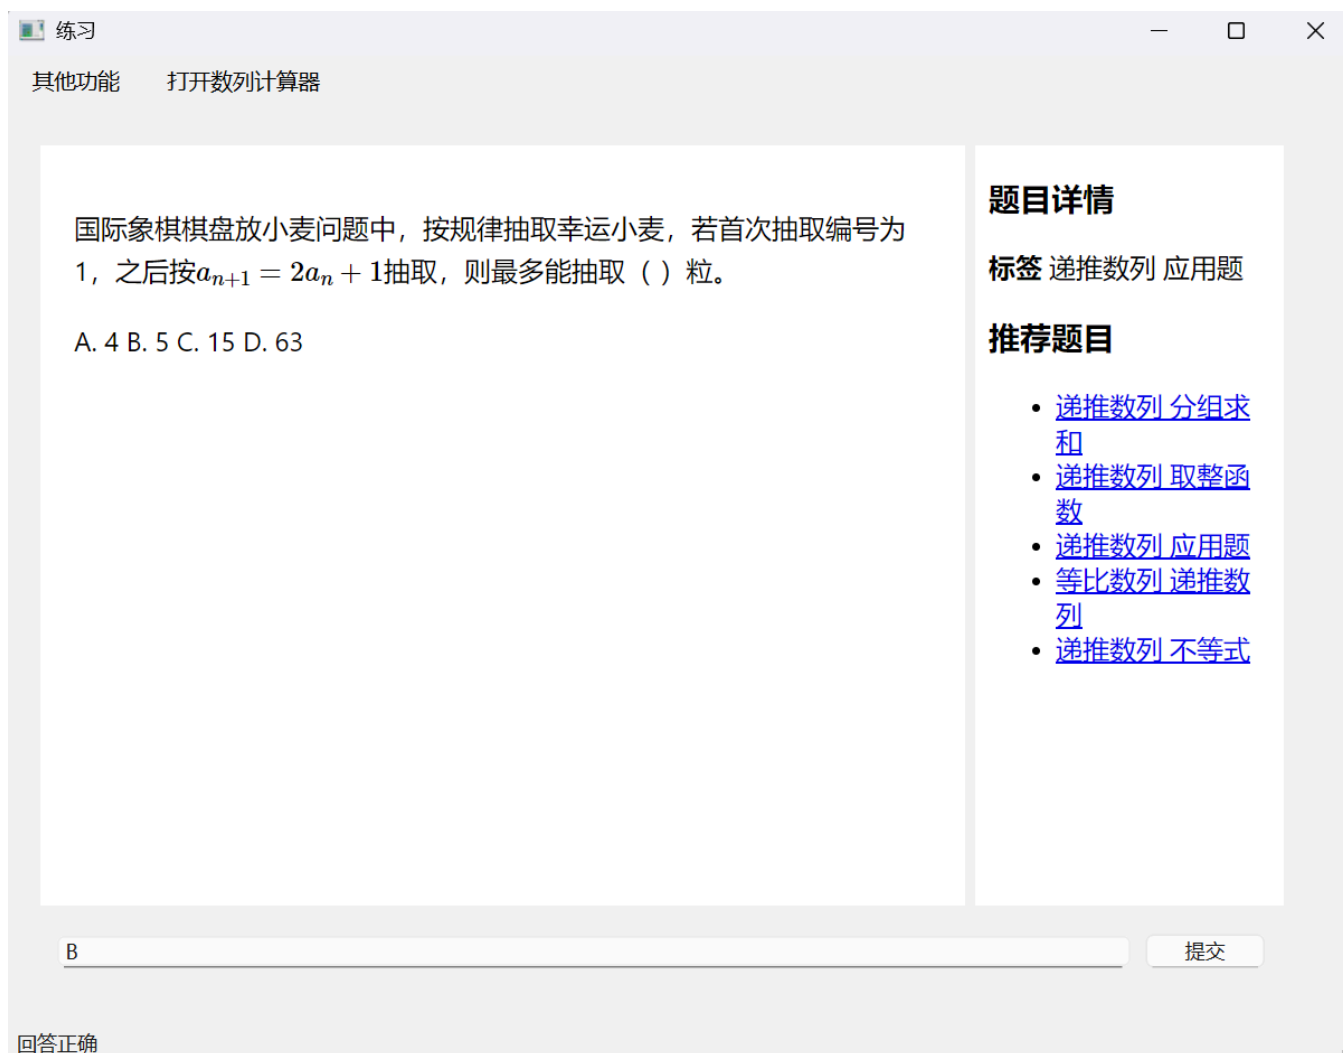 练习
其他功能 打开数列计算器
国际象棋棋盘放小麦问题中，按规律抽取幸运小麦，若首次抽取编号为
1，之后按$a_{n+1} = 2a_n + 1$抽取，则最多能抽取（ ）粒。
A. 4 B. 5 C. 15 D. 63
题目详情
标签 递推数列 应用题
推荐题目
• 递推数列 分组求
和
• 递推数列 取整函
数
• 递推数列 应用题
• 等比数列 递推数
列
• 递推数列 不等式
B
提交
回答正确